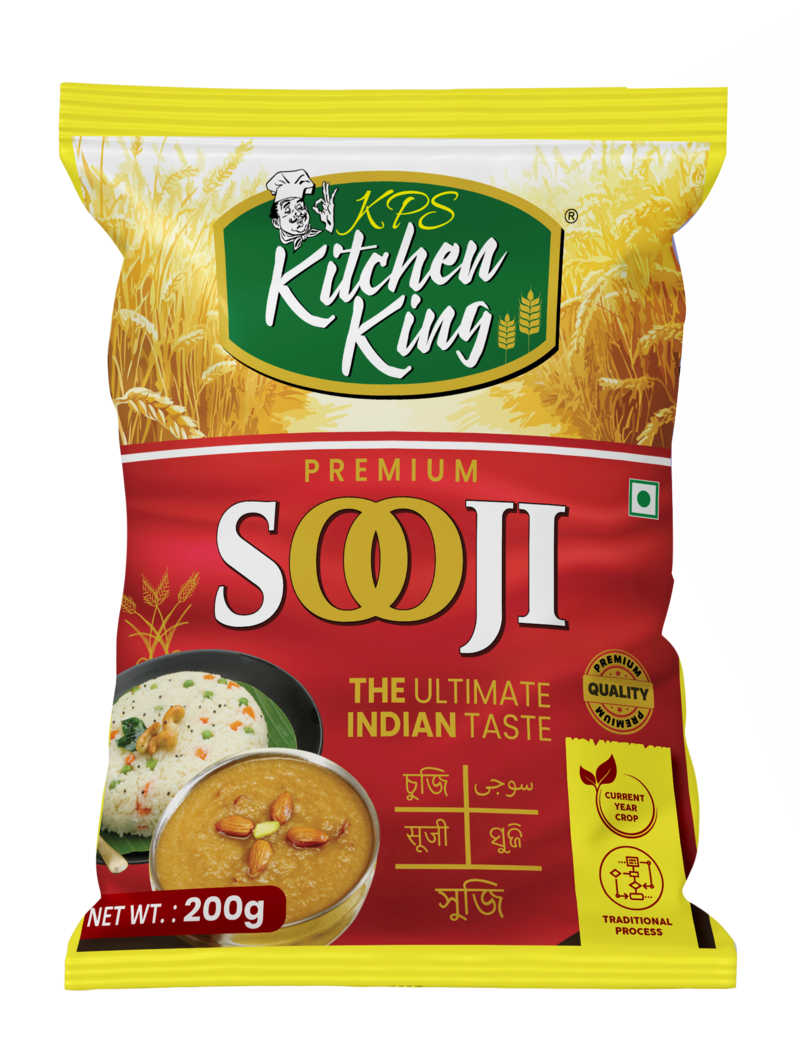 KPS
Kitchen
King
®
PREMIUM
SOOJI
THE ULTIMATE
INDIAN TASTE
PREMIUM
QUALITY
PREMIUM
চুজি
سوجی
सूजी
ସୁଜି
সুজি
CURRENT
YEAR
CROP
TRADITIONAL
PROCESS
NET WT. : 200g